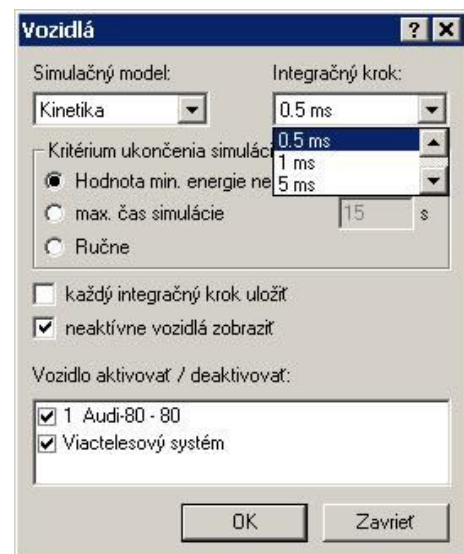 Vozidlá
Simulačný model: Integračný krok:
Kinetika 0.5 ms
0.5 ms
1 ms
5 ms
Kritérium ukončenia simuláci
Hodnota min. energie ne
max. čas simulácie 15 s
Ručne
každý integračný krok uložiť
neaktívne vozidlá zobraziť
Vozidlo aktivovať / deaktivovať:
1 Audi-80 - 80
Viactelesový systém
OK Zavrieť